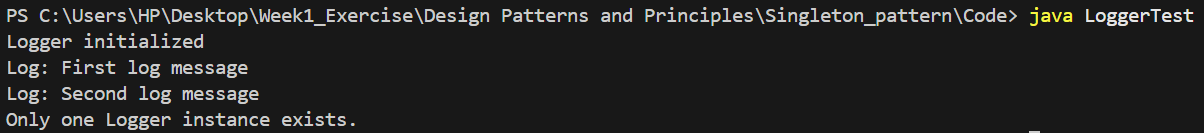 PS C:\Users\HP\Desktop\Week1_Exercise\Design Patterns and Principles\Singleton_pattern\Code> java LoggerTest
Logger initialized
Log: First log message
Log: Second log message
Only one Logger instance exists.